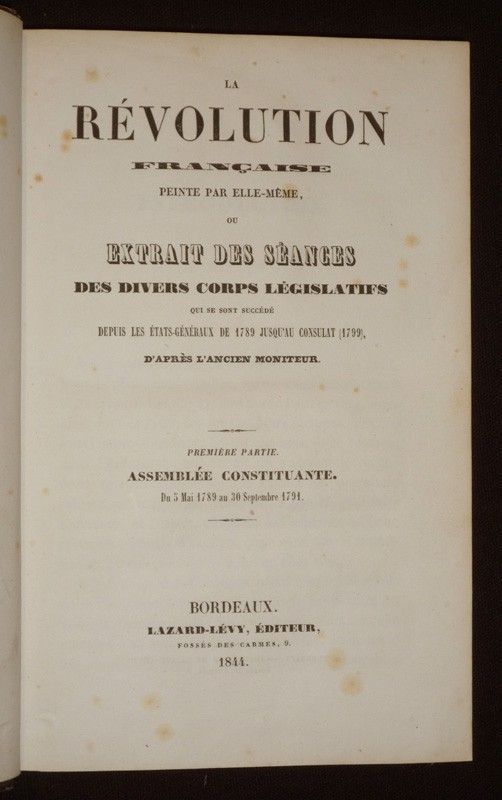 LA
RÉVOLUTION
FRANÇAISE
PEINTE PAR ELLE-MÊME,
OU
EXTRAIT DES SÉANCES
DES DIVERS CORPS LÉGISLATIFS
QUI SE SONT SUCCÉDÉ
DEPUIS LES ÉTATS-GÉNÉRAUX DE 1789 JUSQU'AU CONSULAT (1799),
D'APRÈS L'ANCIEN MONITEUR.
PREMIÈRE PARTIE.
ASSEMBLÉE CONSTITUANTE.
Du 5 Mai 1789 au 30 Septembre 1791.
BORDEAUX.
LAZARD-LÉVY, ÉDITEUR,
FOSSÉS DES CARMES, 9.
1844.